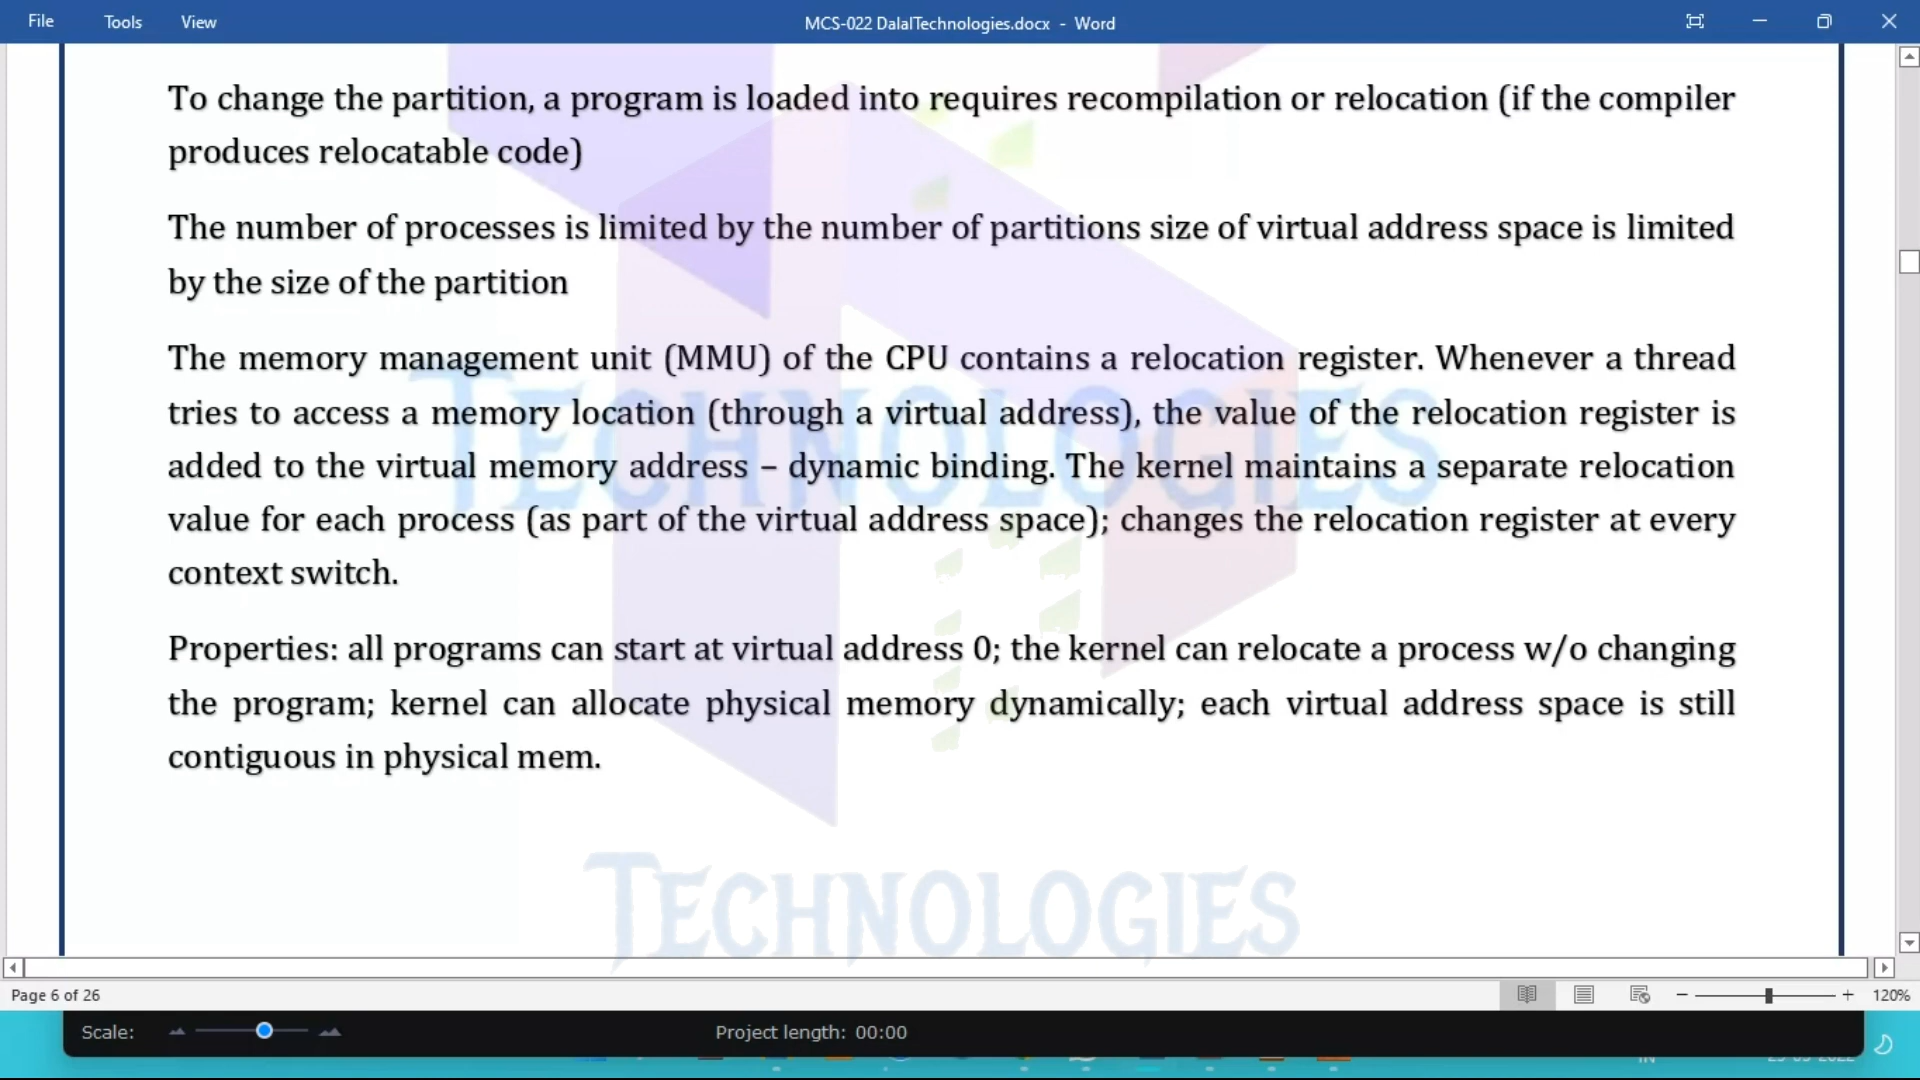 File Tools View MCS-022 DalalTechnologies.docx - Word
To change the partition, a program is loaded into requires recompilation or relocation (if the compiler
produces relocatable code)
The number of processes is limited by the number of partitions size of virtual address space is limited
by the size of the partition
The memory management unit (MMU) of the CPU contains a relocation register. Whenever a thread
tries to access a memory location (through a virtual address), the value of the relocation register is
added to the virtual memory address – dynamic binding. The kernel maintains a separate relocation
value for each process (as part of the virtual address space); changes the relocation register at every
context switch.
Properties: all programs can start at virtual address 0; the kernel can relocate a process w/o changing
the program; kernel can allocate physical memory dynamically; each virtual address space is still
contiguous in physical mem.
TECHNOLOGIES
TECHNOLOGIES
Page 6 of 26 120%
Scale: Project length: 00:00